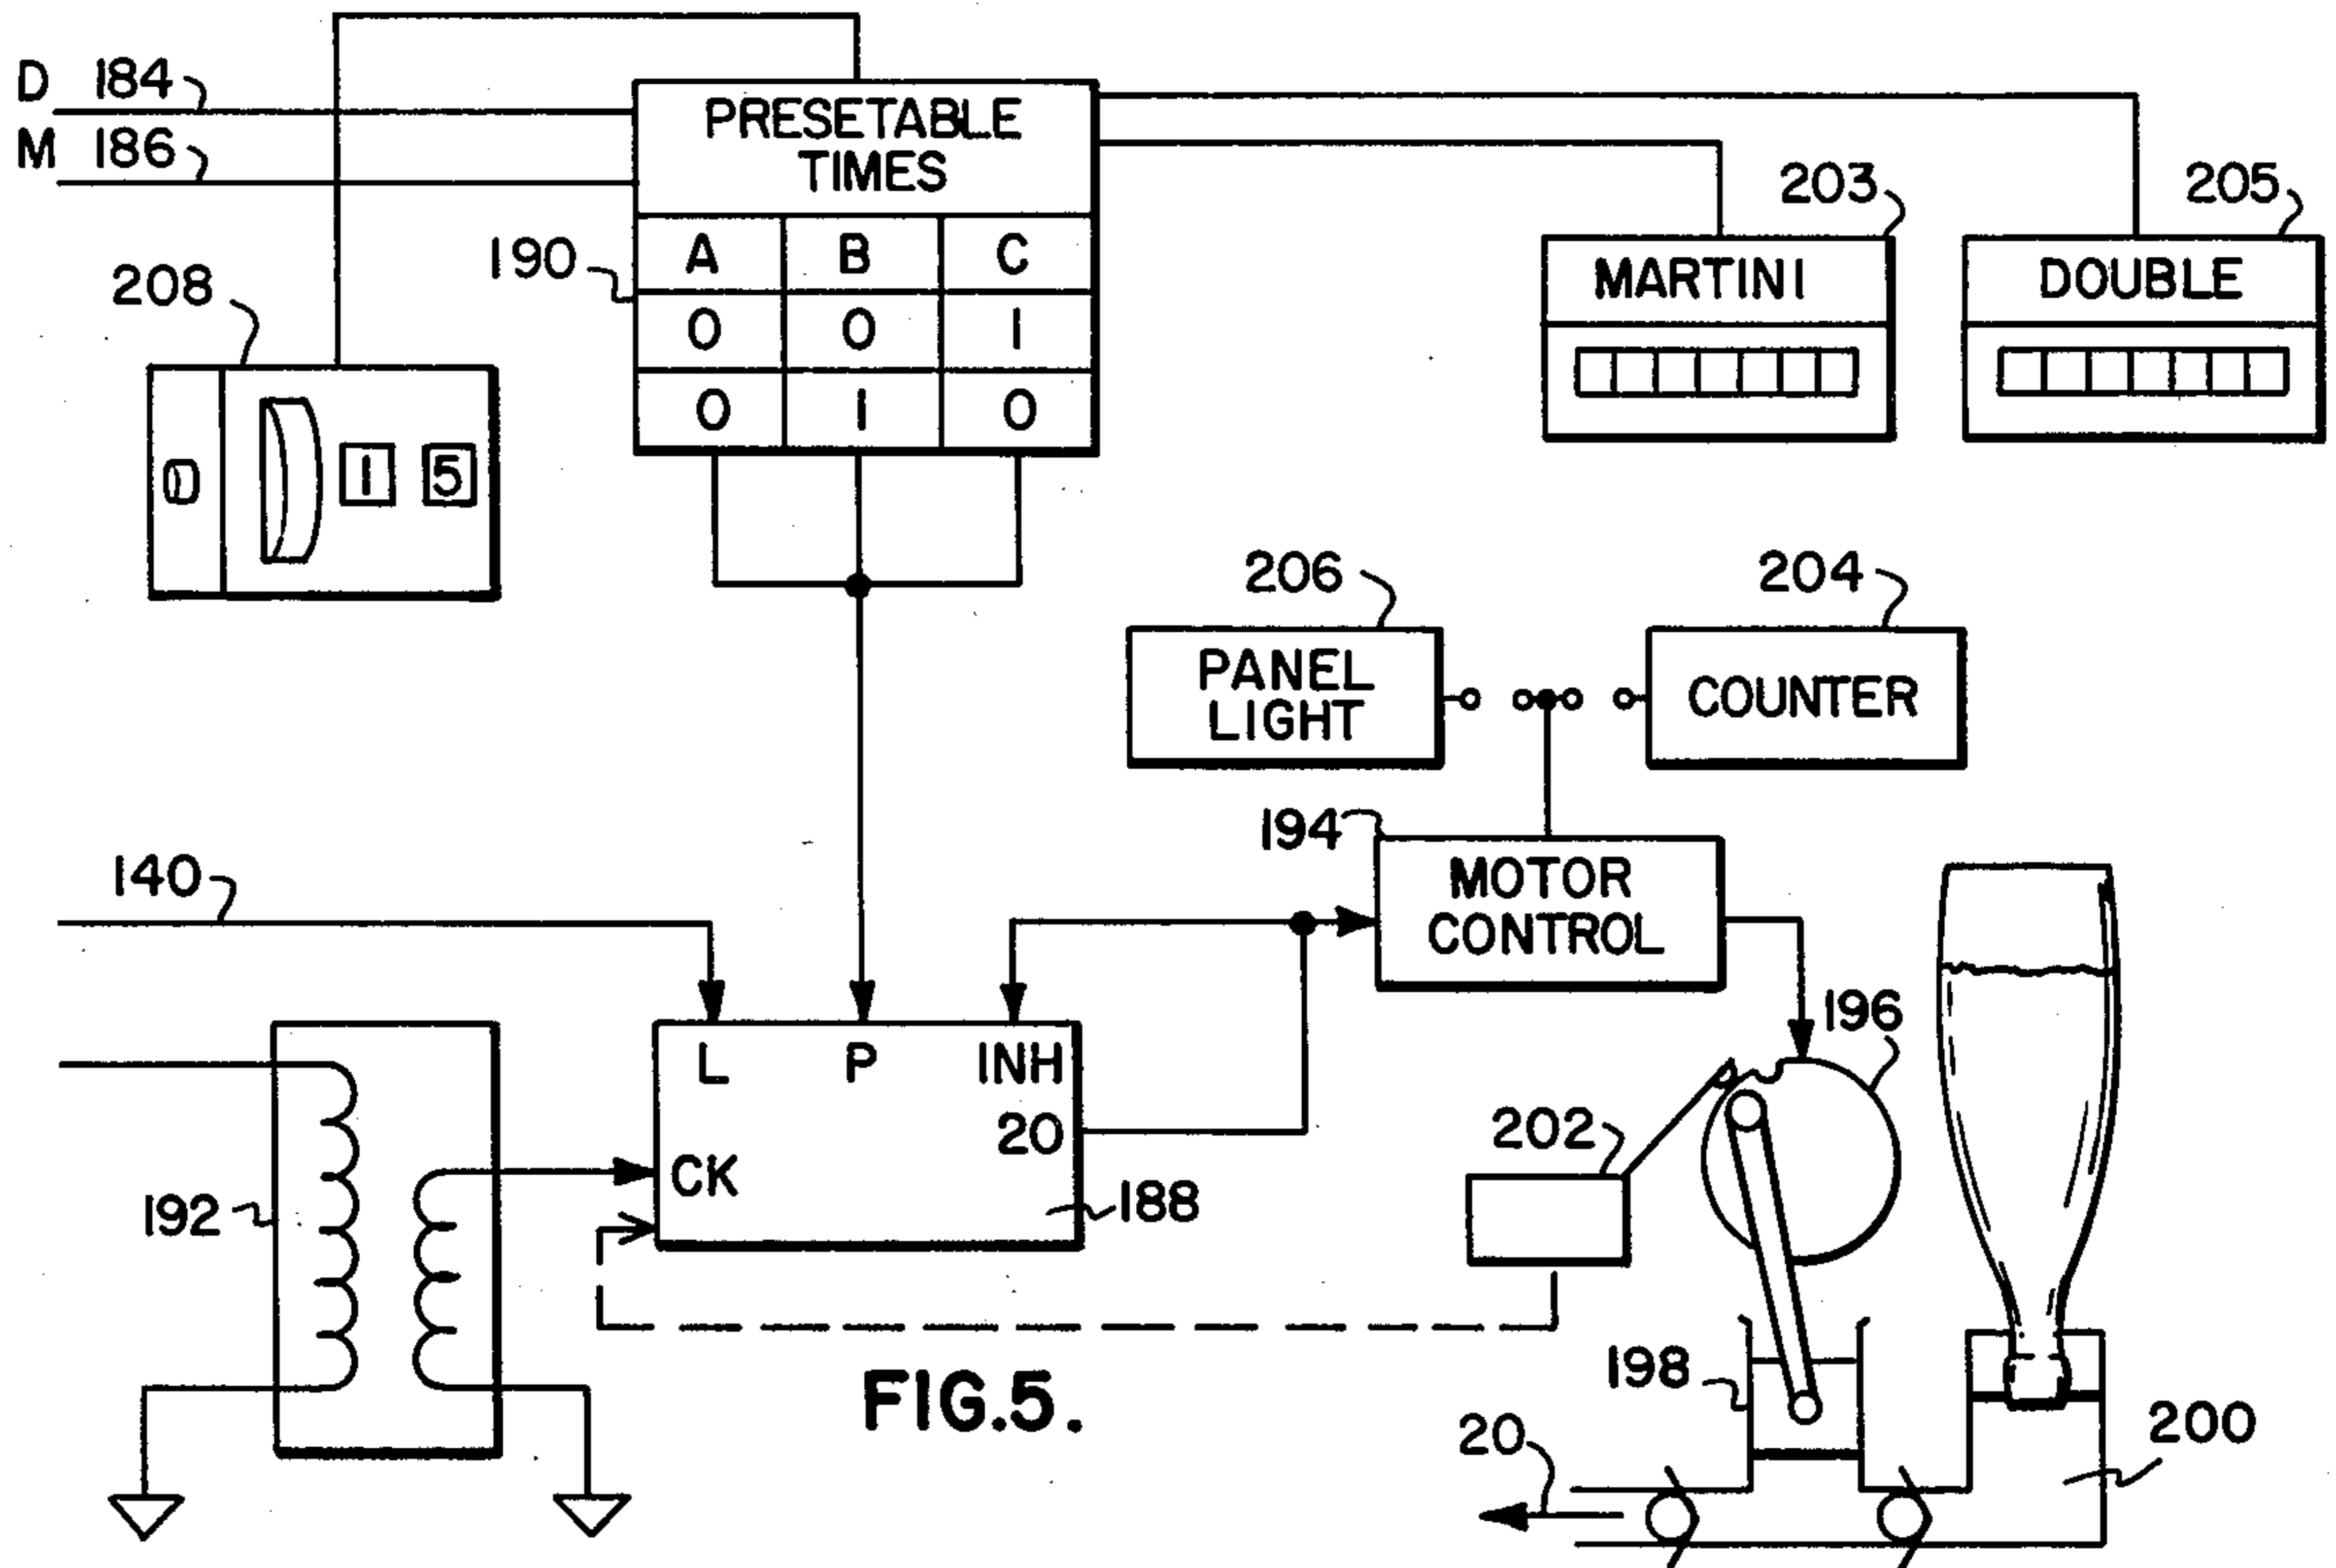 D 184
M 186
PRESETABLE
TIMES
A B C
0 0 1
0 1 0
190
203
205
MARTINI
DOUBLE
208
1 5
206
204
PANEL
LIGHT
COUNTER
194
MOTOR
CONTROL
140
196
L P INH
20
CK
188
192
202
198
FIG.5.
20
200